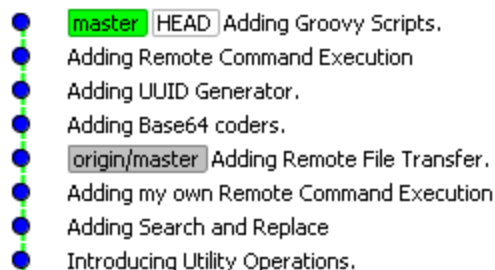 master HEAD Adding Groovy Scripts.
Adding Remote Command Execution
Adding UUID Generator.
Adding Base64 coders.
origin/master Adding Remote File Transfer.
Adding my own Remote Command Execution
Adding Search and Replace
Introducing Utility Operations.